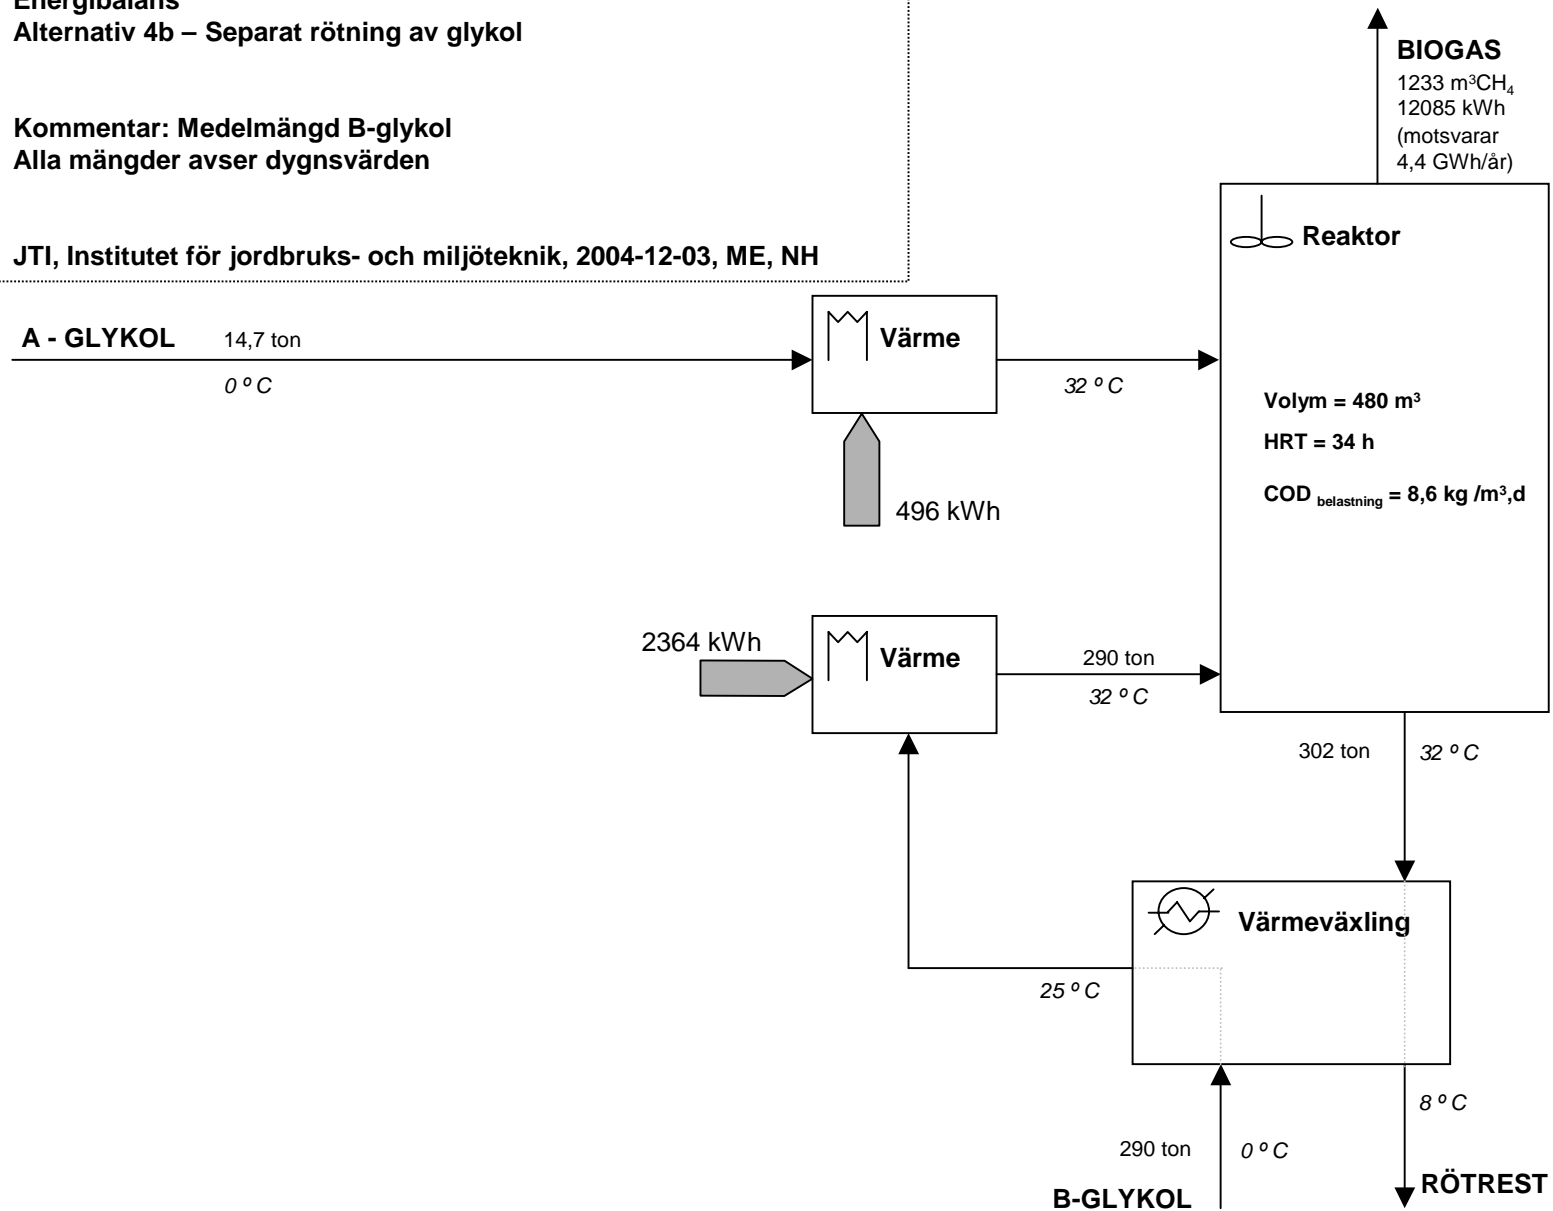 Energibalans
Alternativ 4b – Separat rötning av glykol
Kommentar: Medelmängd B-glykol
Alla mängder avser dygnsvärden
JTI, Institutet för jordbruks- och miljöteknik, 2004-12-03, ME, NH
BIOGAS
1233 m³CH₄
12085 kWh
(motsvarar
4,4 GWh/år)
Reaktor
A - GLYKOL 14,7 ton
0 º C
Värme
32 º C
496 kWh
Volym = 480 m³
HRT = 34 h
COD belastning = 8,6 kg /m³,d
2364 kWh
Värme
290 ton
32 º C
302 ton
32 º C
Värmeväxling
25 º C
8 º C
290 ton
0 º C
B-GLYKOL
RÖTREST